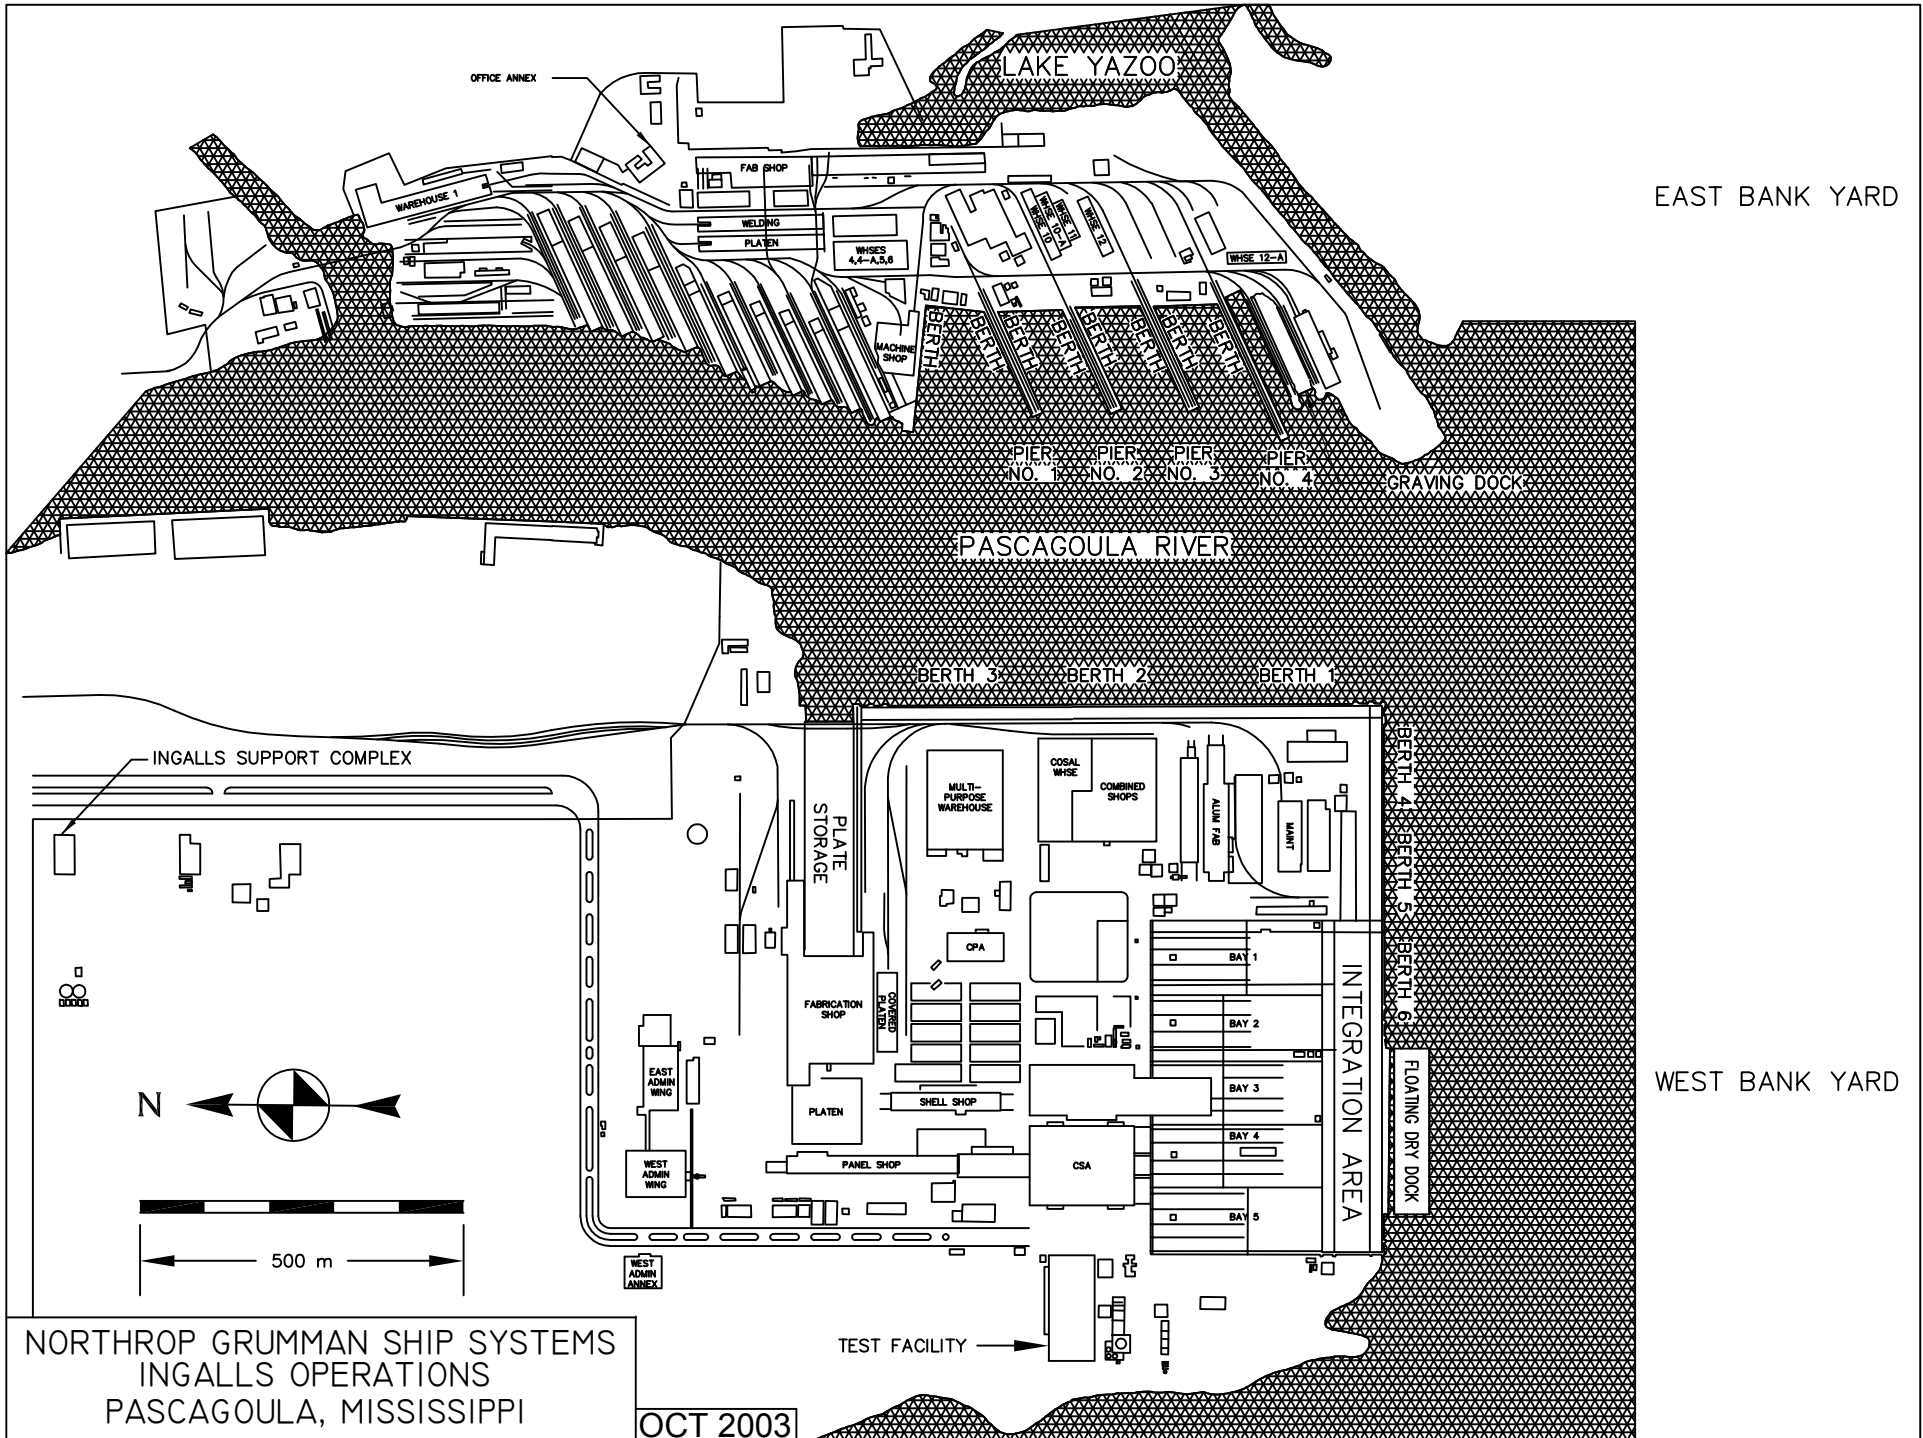 LAKE YAZOO
OFFICE ANNEX
FAB SHOP
WAREHOUSE 1
EAST BANK YARD
WELDING
PLATEN
WHSES
4,4-A,5,6
WHSE 10
WHSE 10-A
WHSE 11
WHSE 12
WHSE 12-A
MACHINE
SHOP
BERTH
BERTH
BERTH
BERTH
BERTH
BERTH
PIER
NO. 1
PIER
NO. 2
PIER
NO. 3
PIER
NO. 4
GRAVING DOCK
PASCAGOULA RIVER
BERTH 3
BERTH 2
BERTH 1
INGALLS SUPPORT COMPLEX
BERTH 4
BERTH 5
BERTH 6
PLATE
STORAGE
MULTI-
PURPOSE
WAREHOUSE
COSAL
WHSE
COMBINED
SHOPS
ALUM FAB
MAINT
CPA
FABRICATION
SHOP
COVERED
PLATEN
BAY 1
BAY 2
BAY 3
BAY 4
BAY 5
INTEGRATION AREA
FLOATING DRY DOCK
WEST BANK YARD
EAST
ADMIN
WING
PLATEN
SHELL SHOP
N
WEST
ADMIN
WING
PANEL SHOP
CSA
500 m
WEST
ADMIN
ANNEX
TEST FACILITY
NORTHROP GRUMMAN SHIP SYSTEMS
INGALLS OPERATIONS
PASCAGOULA, MISSISSIPPI
OCT 2003